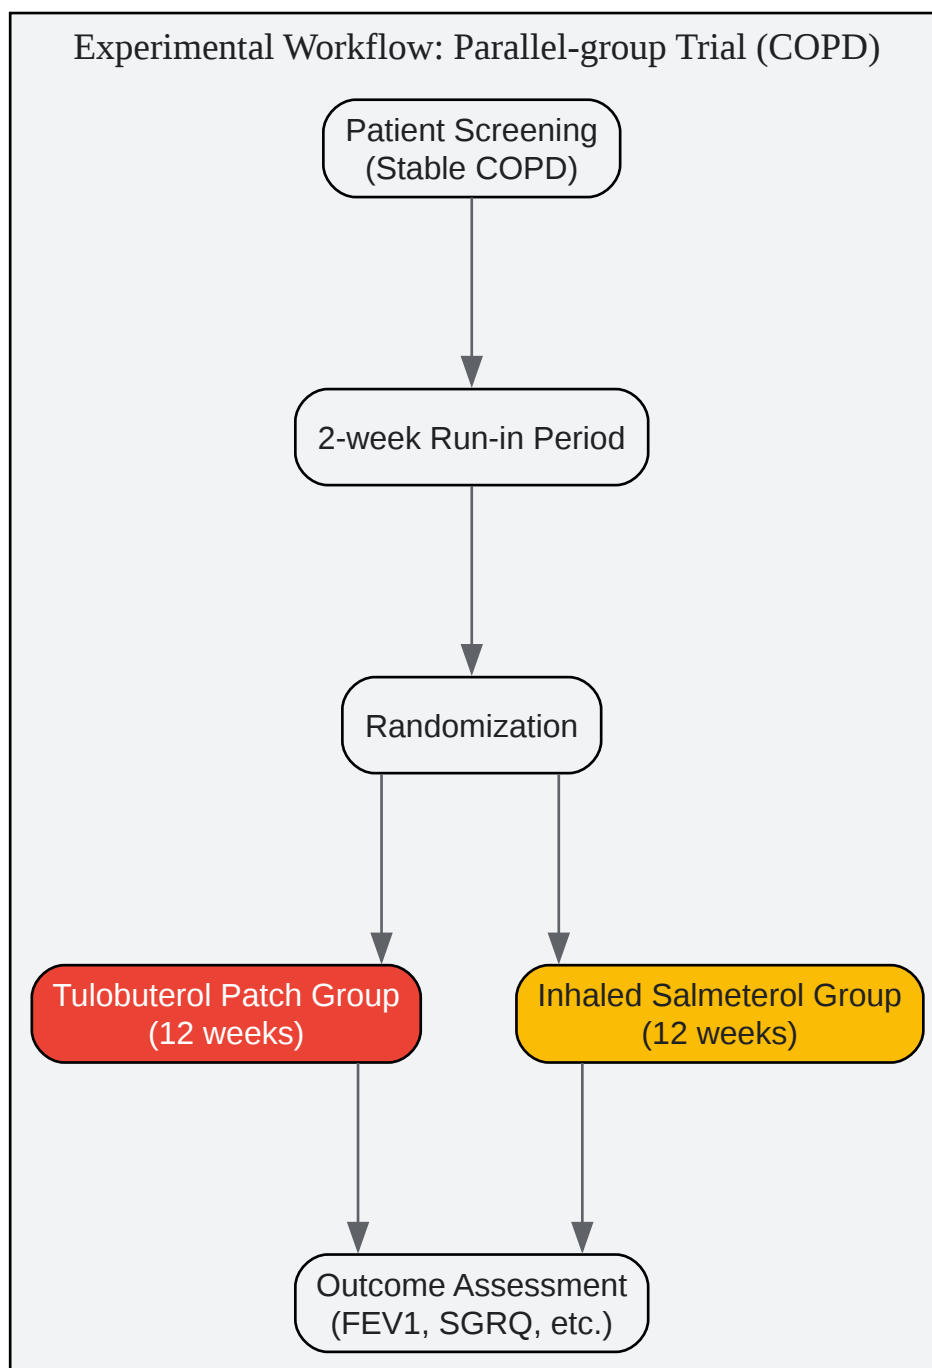 Experimental Workflow: Parallel-group Trial (COPD)
Patient Screening
(Stable COPD)
2-week Run-in Period
Randomization
Tulobuterol Patch Group
(12 weeks)
Inhaled Salmeterol Group
(12 weeks)
Outcome Assessment
(FEV1, SGRQ, etc.)